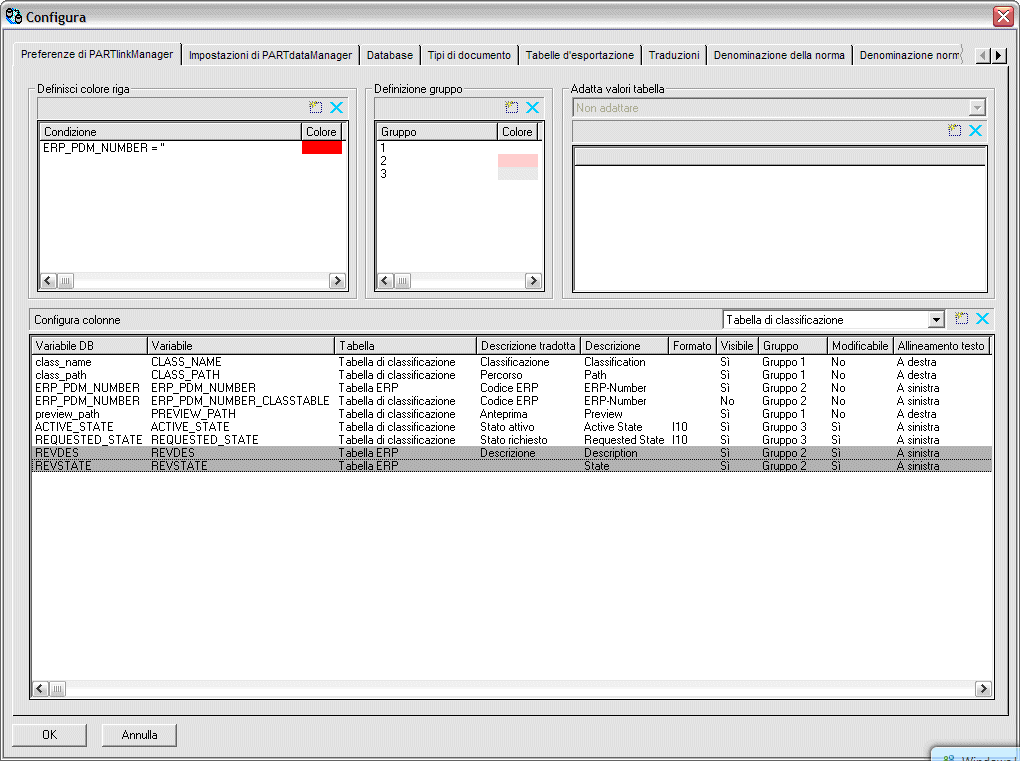 Configura
Preferenze di PARTlinkManager Impostazioni di PARTdataManager Database Tipi di documento Tabelle d'esportazione Traduzioni Denominazione della norma Denominazione norm
Definisci colore riga Definizione gruppo Adatta valori tabella
Non adattare
Condizione Colore Gruppo Colore
ERP_PDM_NUMBER = '' 1
2
3
Configura colonne Tabella di classificazione
Variabile DB Variabile Tabella Descrizione tradotta Descrizione Formato Visibile Gruppo Modificabile Allineamento testo
class_name CLASS_NAME Tabella di classificazione Classificazione Classification Sì Gruppo 1 No A destra
class_path CLASS_PATH Tabella di classificazione Percorso Path Sì Gruppo 1 No A destra
ERP_PDM_NUMBER ERP_PDM_NUMBER Tabella ERP Codice ERP ERP-Number Sì Gruppo 2 No A sinistra
ERP_PDM_NUMBER ERP_PDM_NUMBER_CLASSTABLE Tabella di classificazione Codice ERP ERP-Number No Gruppo 2 No A sinistra
preview_path PREVIEW_PATH Tabella di classificazione Anteprima Preview Sì Gruppo 1 No A destra
ACTIVE_STATE ACTIVE_STATE Tabella di classificazione Stato attivo Active State I10 Sì Gruppo 3 Sì A sinistra
REQUESTED_STATE REQUESTED_STATE Tabella di classificazione Stato richiesto Requested State I10 Sì Gruppo 3 Sì A sinistra
REVDES REVDES Tabella ERP Descrizione Description Sì Gruppo 2 Sì A sinistra
REVSTATE REVSTATE Tabella ERP State Sì Gruppo 2 Sì A sinistra
OK Annulla